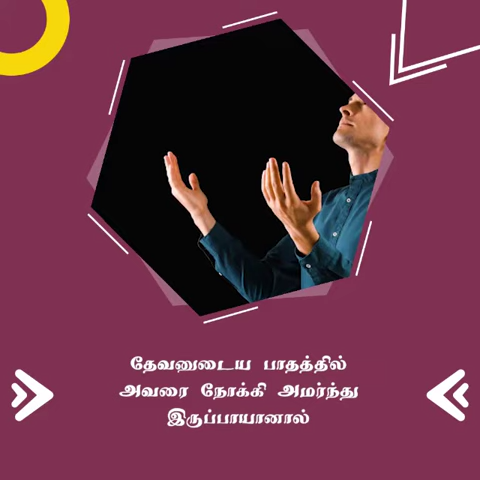 தேவனுடைய பாதத்தில்
அவரை நோக்கி அமர்ந்து
இருப்பாயானால்